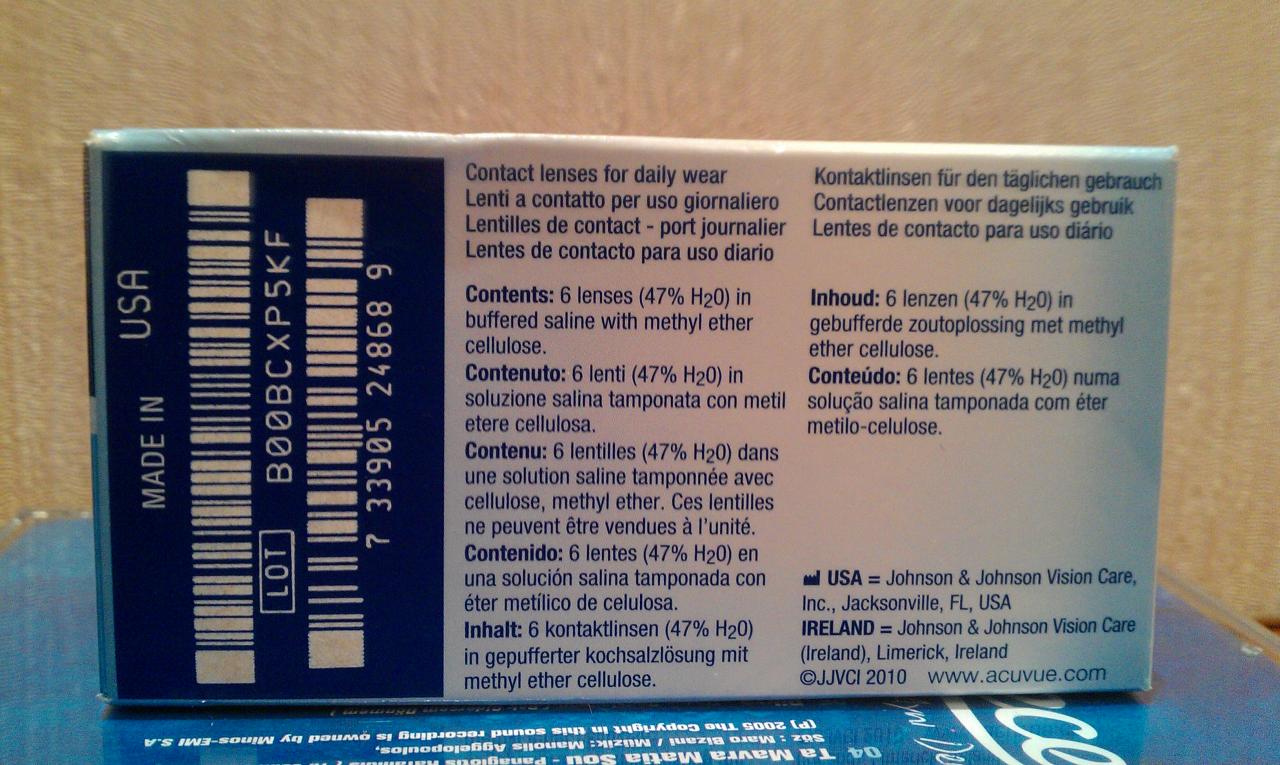 MADE IN USA
LOT B00BCXP5KF
7 33905 24868 9
Contact lenses for daily wear
Lenti a contatto per uso giornaliero
Lentilles de contact - port journalier
Lentes de contacto para uso diario
Contents: 6 lenses (47% H20) in
buffered saline with methyl ether
cellulose.
Contenuto: 6 lenti (47% H20) in
soluzione salina tamponata con metil
etere cellulosa.
Contenu: 6 lentilles (47% H20) dans
une solution saline tamponnée avec
cellulose, methyl ether. Ces lentilles
ne peuvent être vendues à l'unité.
Contenido: 6 lentes (47% H20) en
una solución salina tamponada con
éter metílico de celulosa.
Inhalt: 6 kontaktlinsen (47% H20)
in gepufferter kochsalzlösung mit
methyl ether cellulose.
Kontaktlinsen für den täglichen gebrauch
Contactlenzen voor dagelijks gebruik
Lentes de contacto para uso diário
Inhoud: 6 lenzen (47% H20) in
gebufferde zoutoplossing met methyl
ether cellulose.
Conteúdo: 6 lentes (47% H20) numa
solução salina tamponada com éter
metilo-celulose.
USA = Johnson & Johnson Vision Care,
Inc., Jacksonville, FL, USA
IRELAND = Johnson & Johnson Vision Care
(Ireland), Limerick, Ireland
©JJVCI 2010 www.acuvue.com
04
Ta Mavra Matia Sou - Panagiotis
Söz : Maro Bizani / Müzik: Manolis Aggelopoulos,
(P) 2005 The Copyright in this sound recording is owned by Minos-EMI S.A